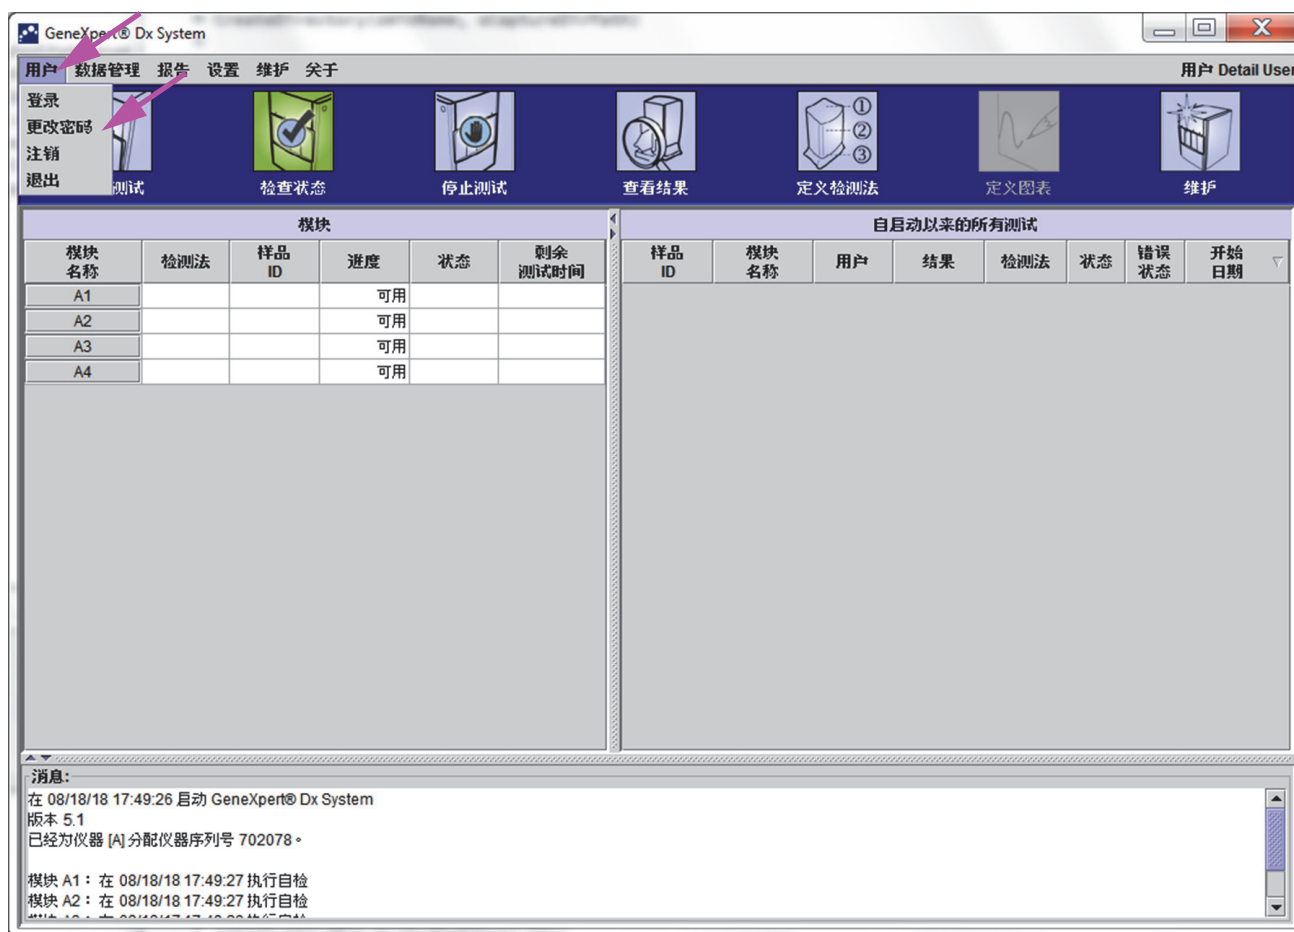 GeneXpert® Dx System
用户 数据管理 报告 设置 维护 关于
用户 Detail User
登录
更改密码
注销
退出
测试
检查状态
停止测试
查看结果
定义检测法
定义图表
维护
模块
模块名称 检测法 样品ID 进度 状态 剩余测试时间
A1 可用
A2 可用
A3 可用
A4 可用
自启动以来的所有测试
样品ID 模块名称 用户 结果 检测法 状态 错误状态 开始日期
消息:
在 08/18/18 17:49:26 启动 GeneXpert® Dx System
版本 5.1
已经为仪器 [A] 分配仪器序列号 702078。
模块 A1：在 08/18/18 17:49:27 执行自检
模块 A2：在 08/18/18 17:49:27 执行自检